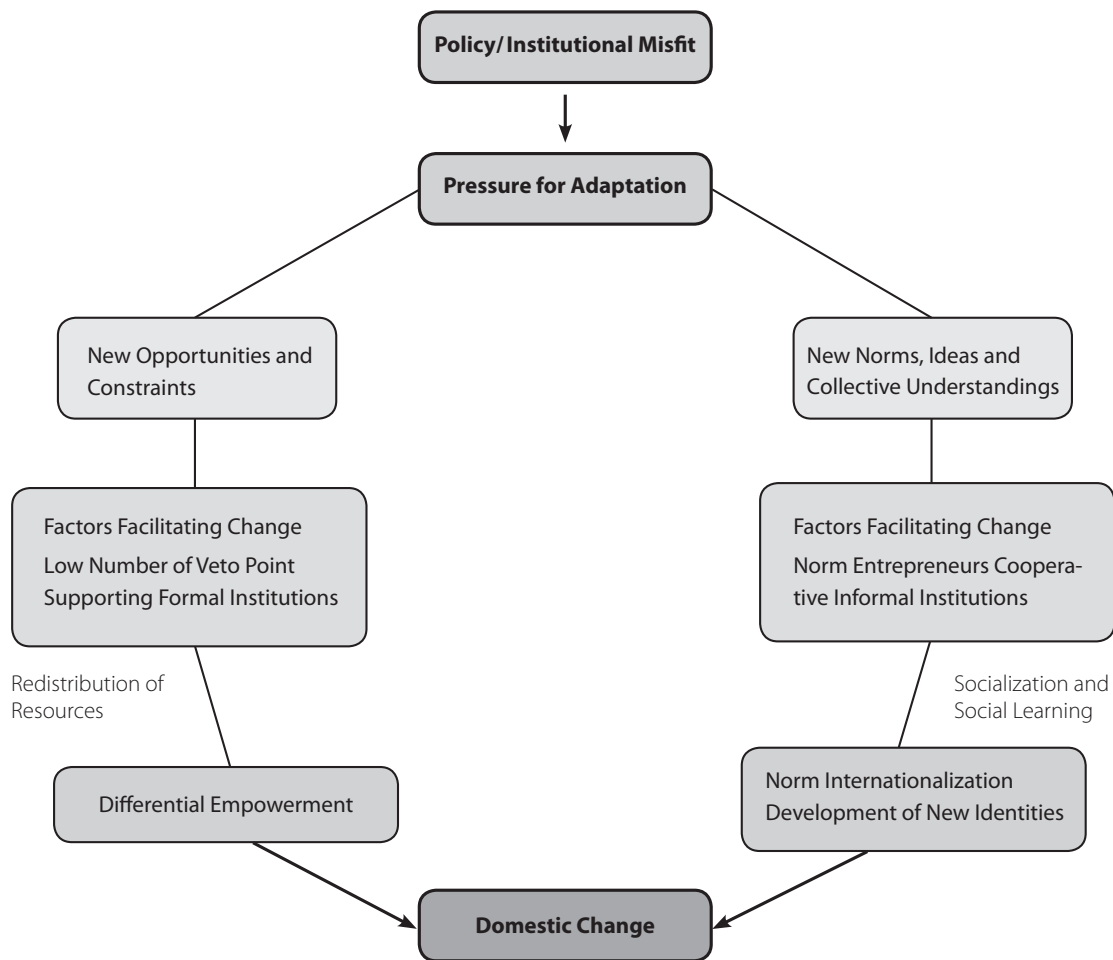 Policy/Institutional Misfit
Pressure for Adaptation
New Opportunities and
Constraints
New Norms, Ideas and
Collective Understandings
Factors Facilitating Change
Low Number of Veto Point
Supporting Formal Institutions
Factors Facilitating Change
Norm Entrepreneurs Coopera-
tive Informal Institutions
Redistribution of
Resources
Socialization and
Social Learning
Differential Empowerment
Norm Internationalization
Development of New Identities
Domestic Change